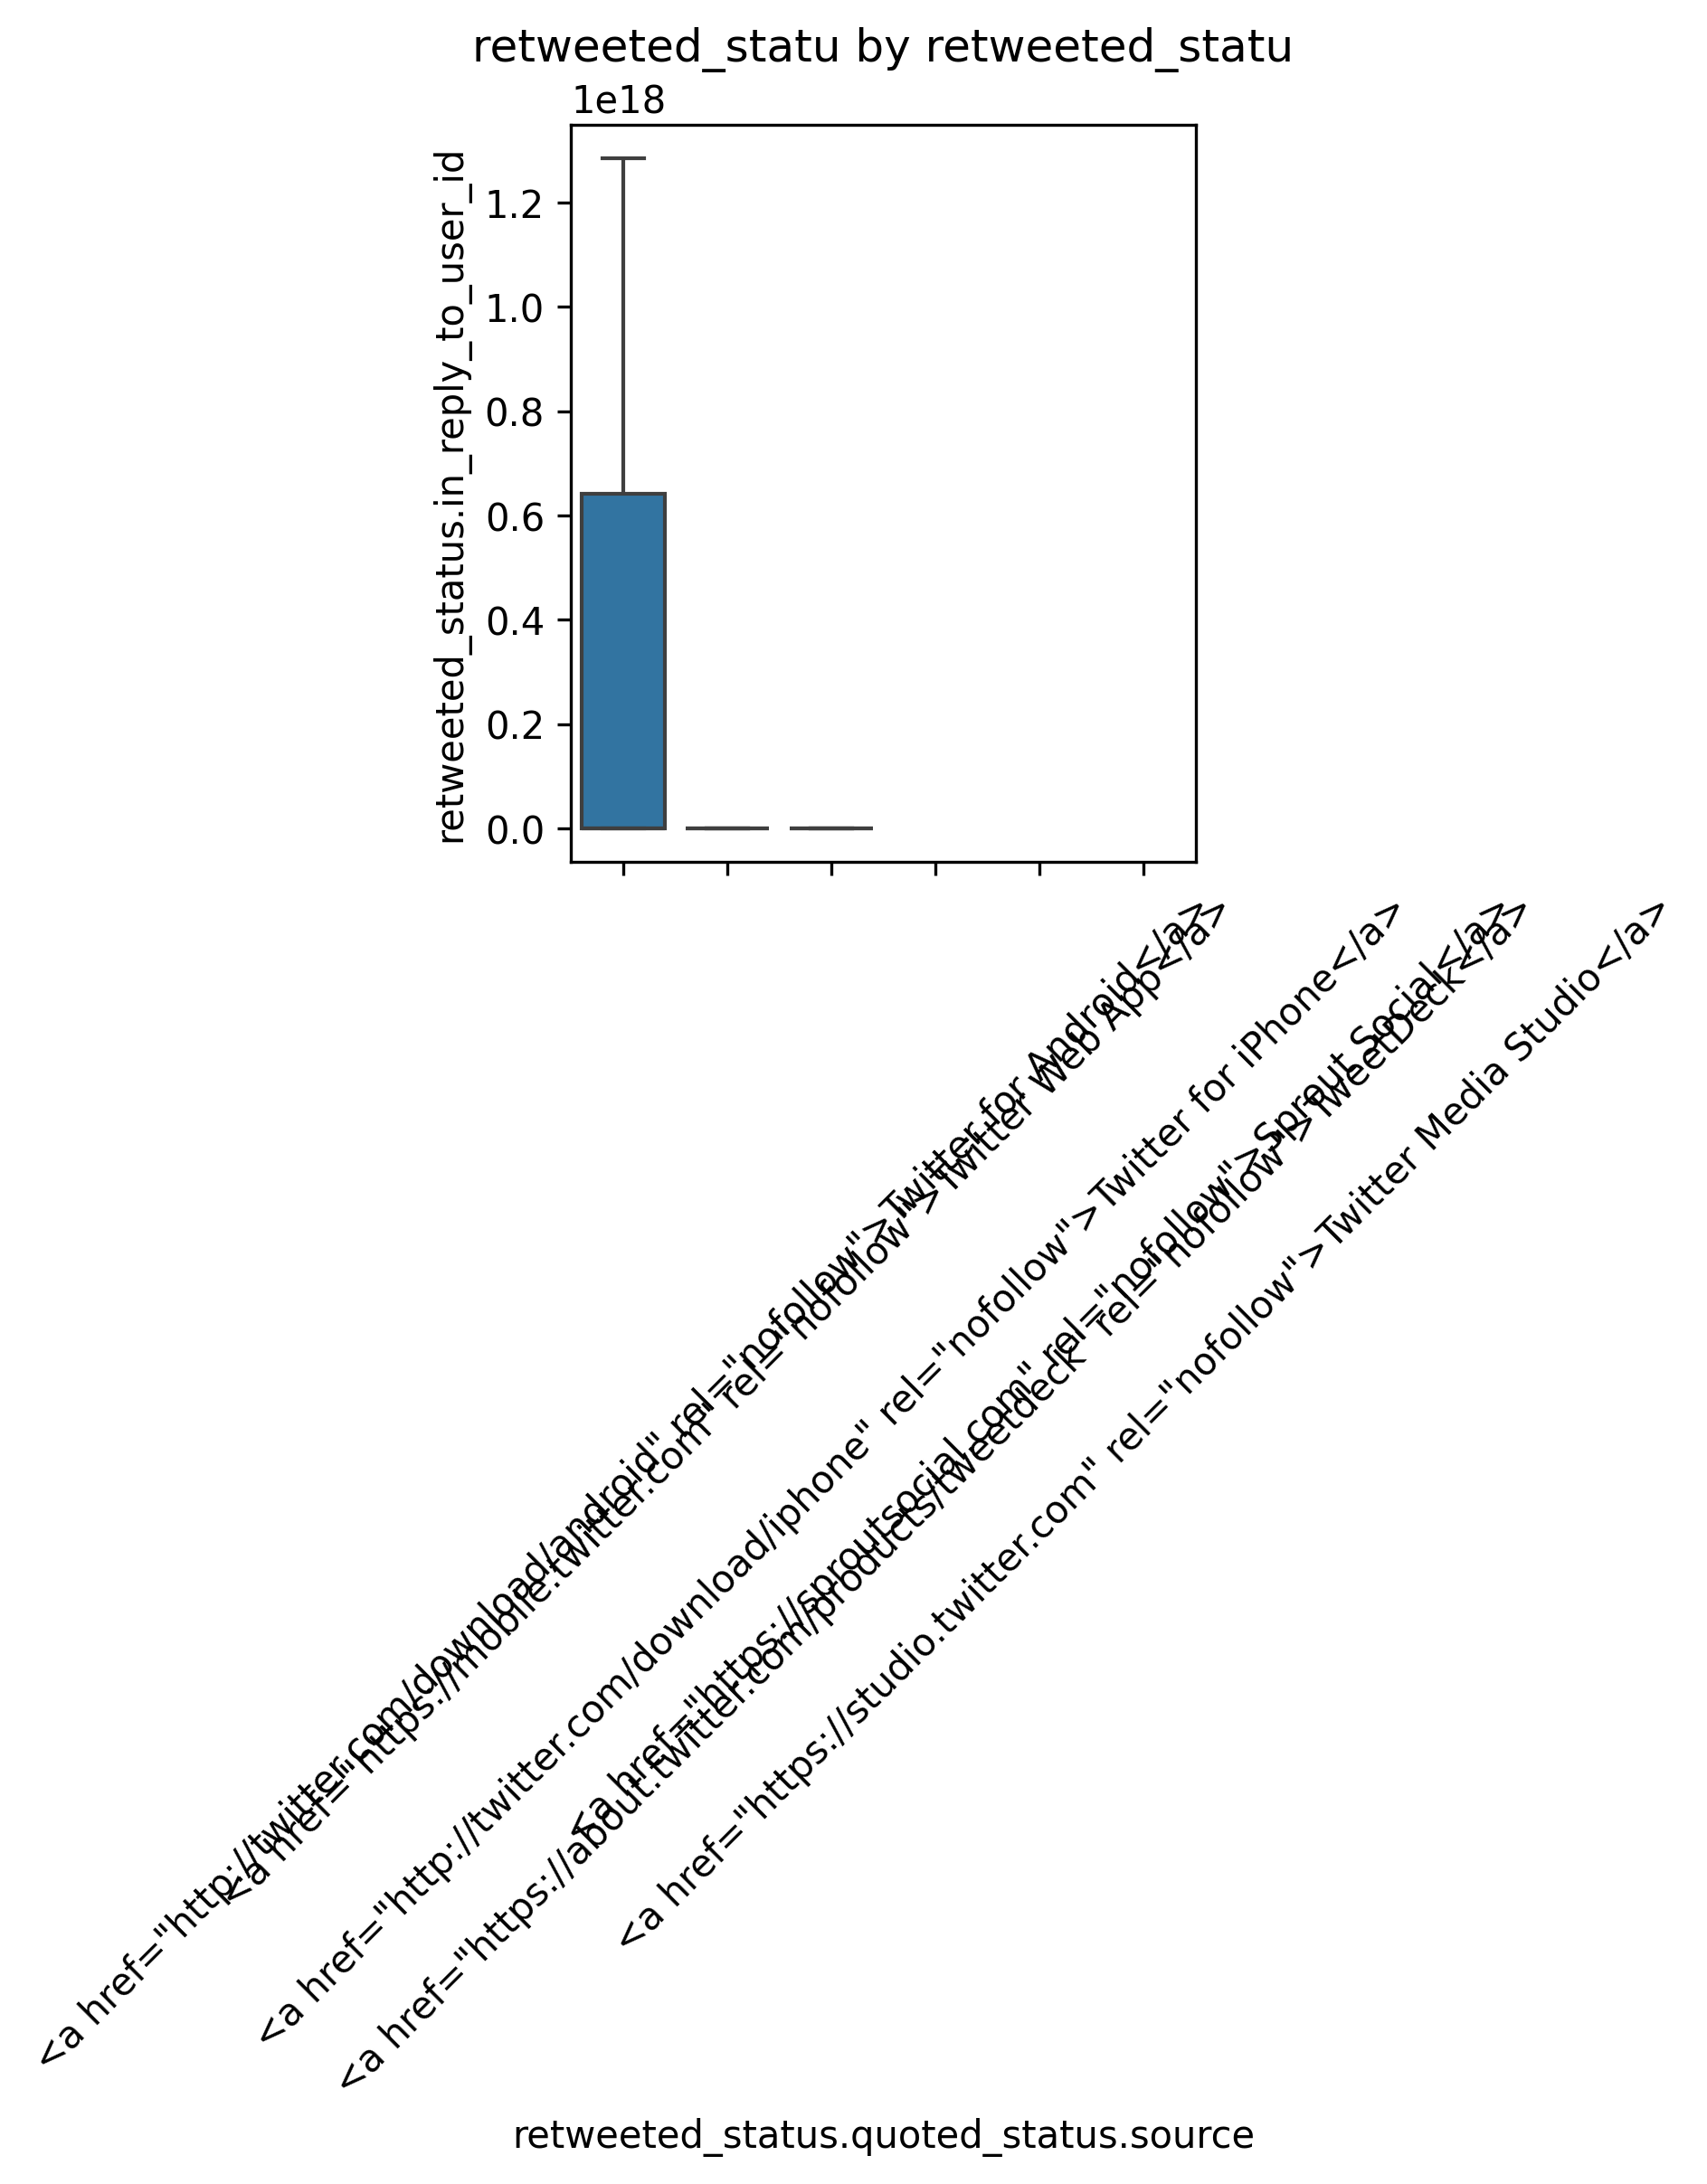 retweeted_statu by retweeted_statu
1e18
retweeted_status.in_reply_to_user_id
1.2
1.0
0.8
0.6
0.4
0.2
0.0
<a href="http://twitter.com/download/android" rel="nofollow">Twitter for Android</a>
<a href="https://mobile.twitter.com" rel="nofollow">Twitter Web App</a>
<a href="http://twitter.com/download/iphone" rel="nofollow">Twitter for iPhone</a>
<a href="https://about.twitter.com/products/tweetdeck" rel="nofollow">TweetDeck</a>
<a href="https://sproutsocial.com" rel="nofollow">Sprout Social</a>
<a href="https://studio.twitter.com" rel="nofollow">Twitter Media Studio</a>
retweeted_status.quoted_status.source